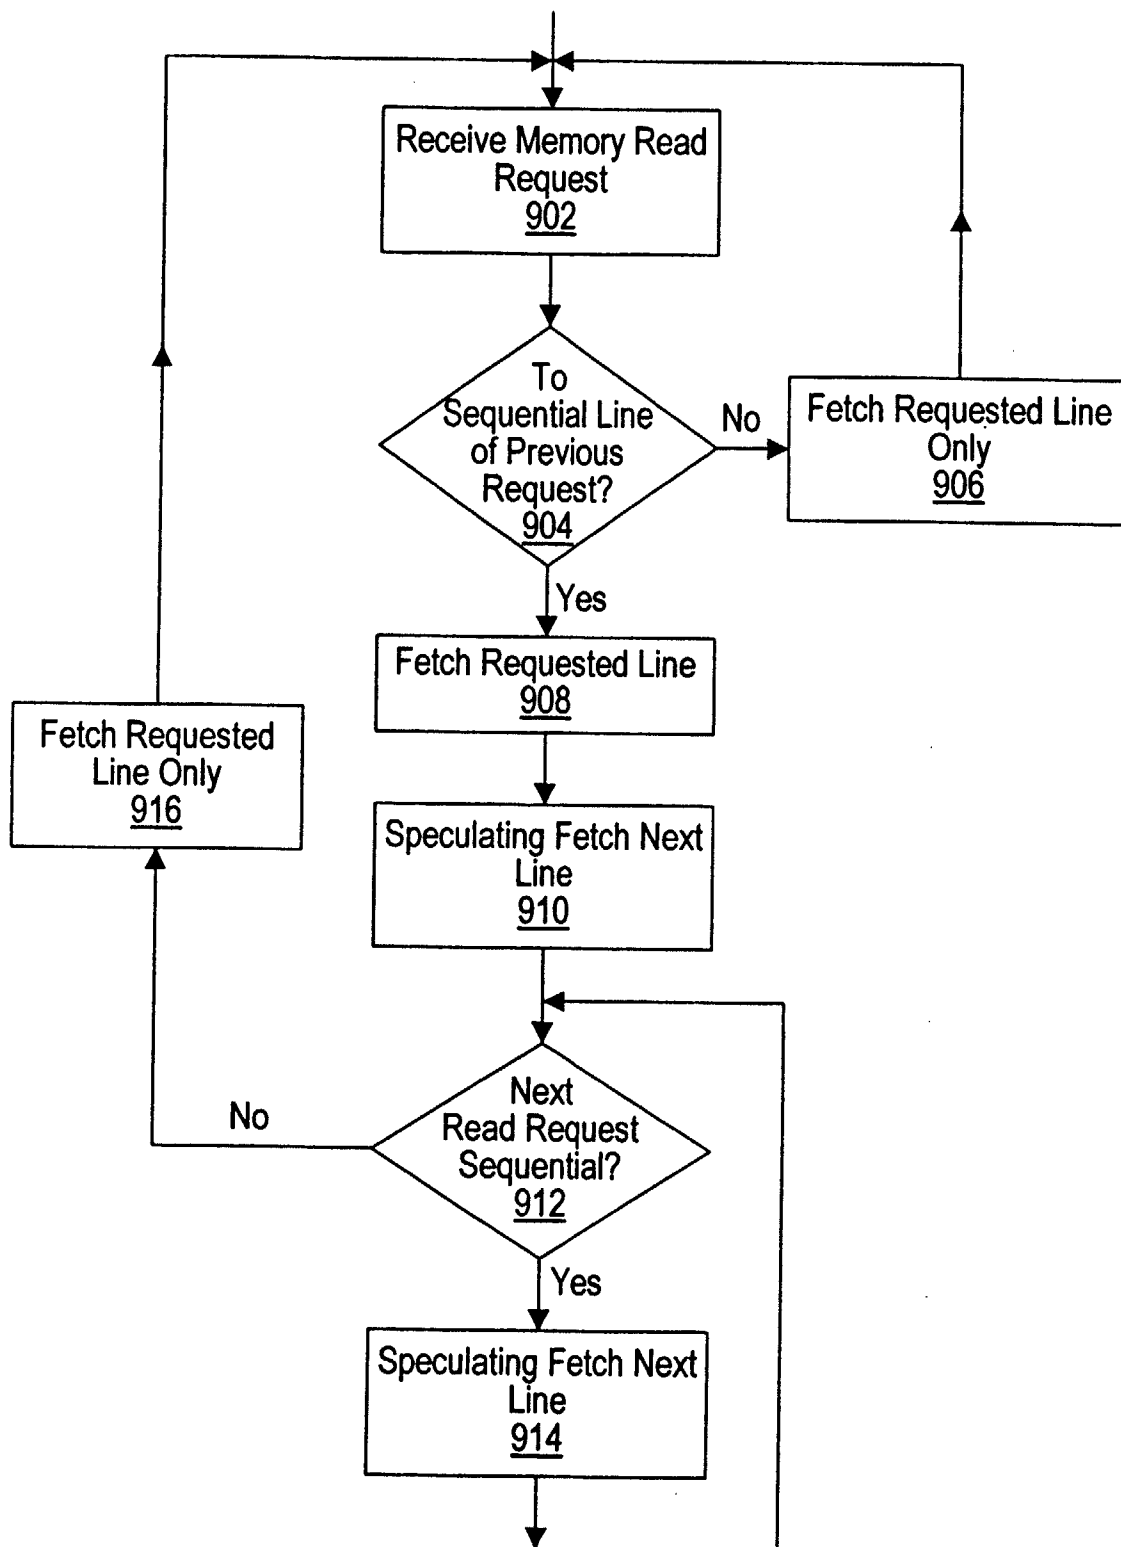 Receive Memory Read
Request
902
To
Sequential Line
of Previous
Request?
904
No
Fetch Requested Line
Only
906
Yes
Fetch Requested Line
908
Fetch Requested
Line Only
916
Speculating Fetch Next
Line
910
Next
Read Request
Sequential?
912
No
Yes
Speculating Fetch Next
Line
914